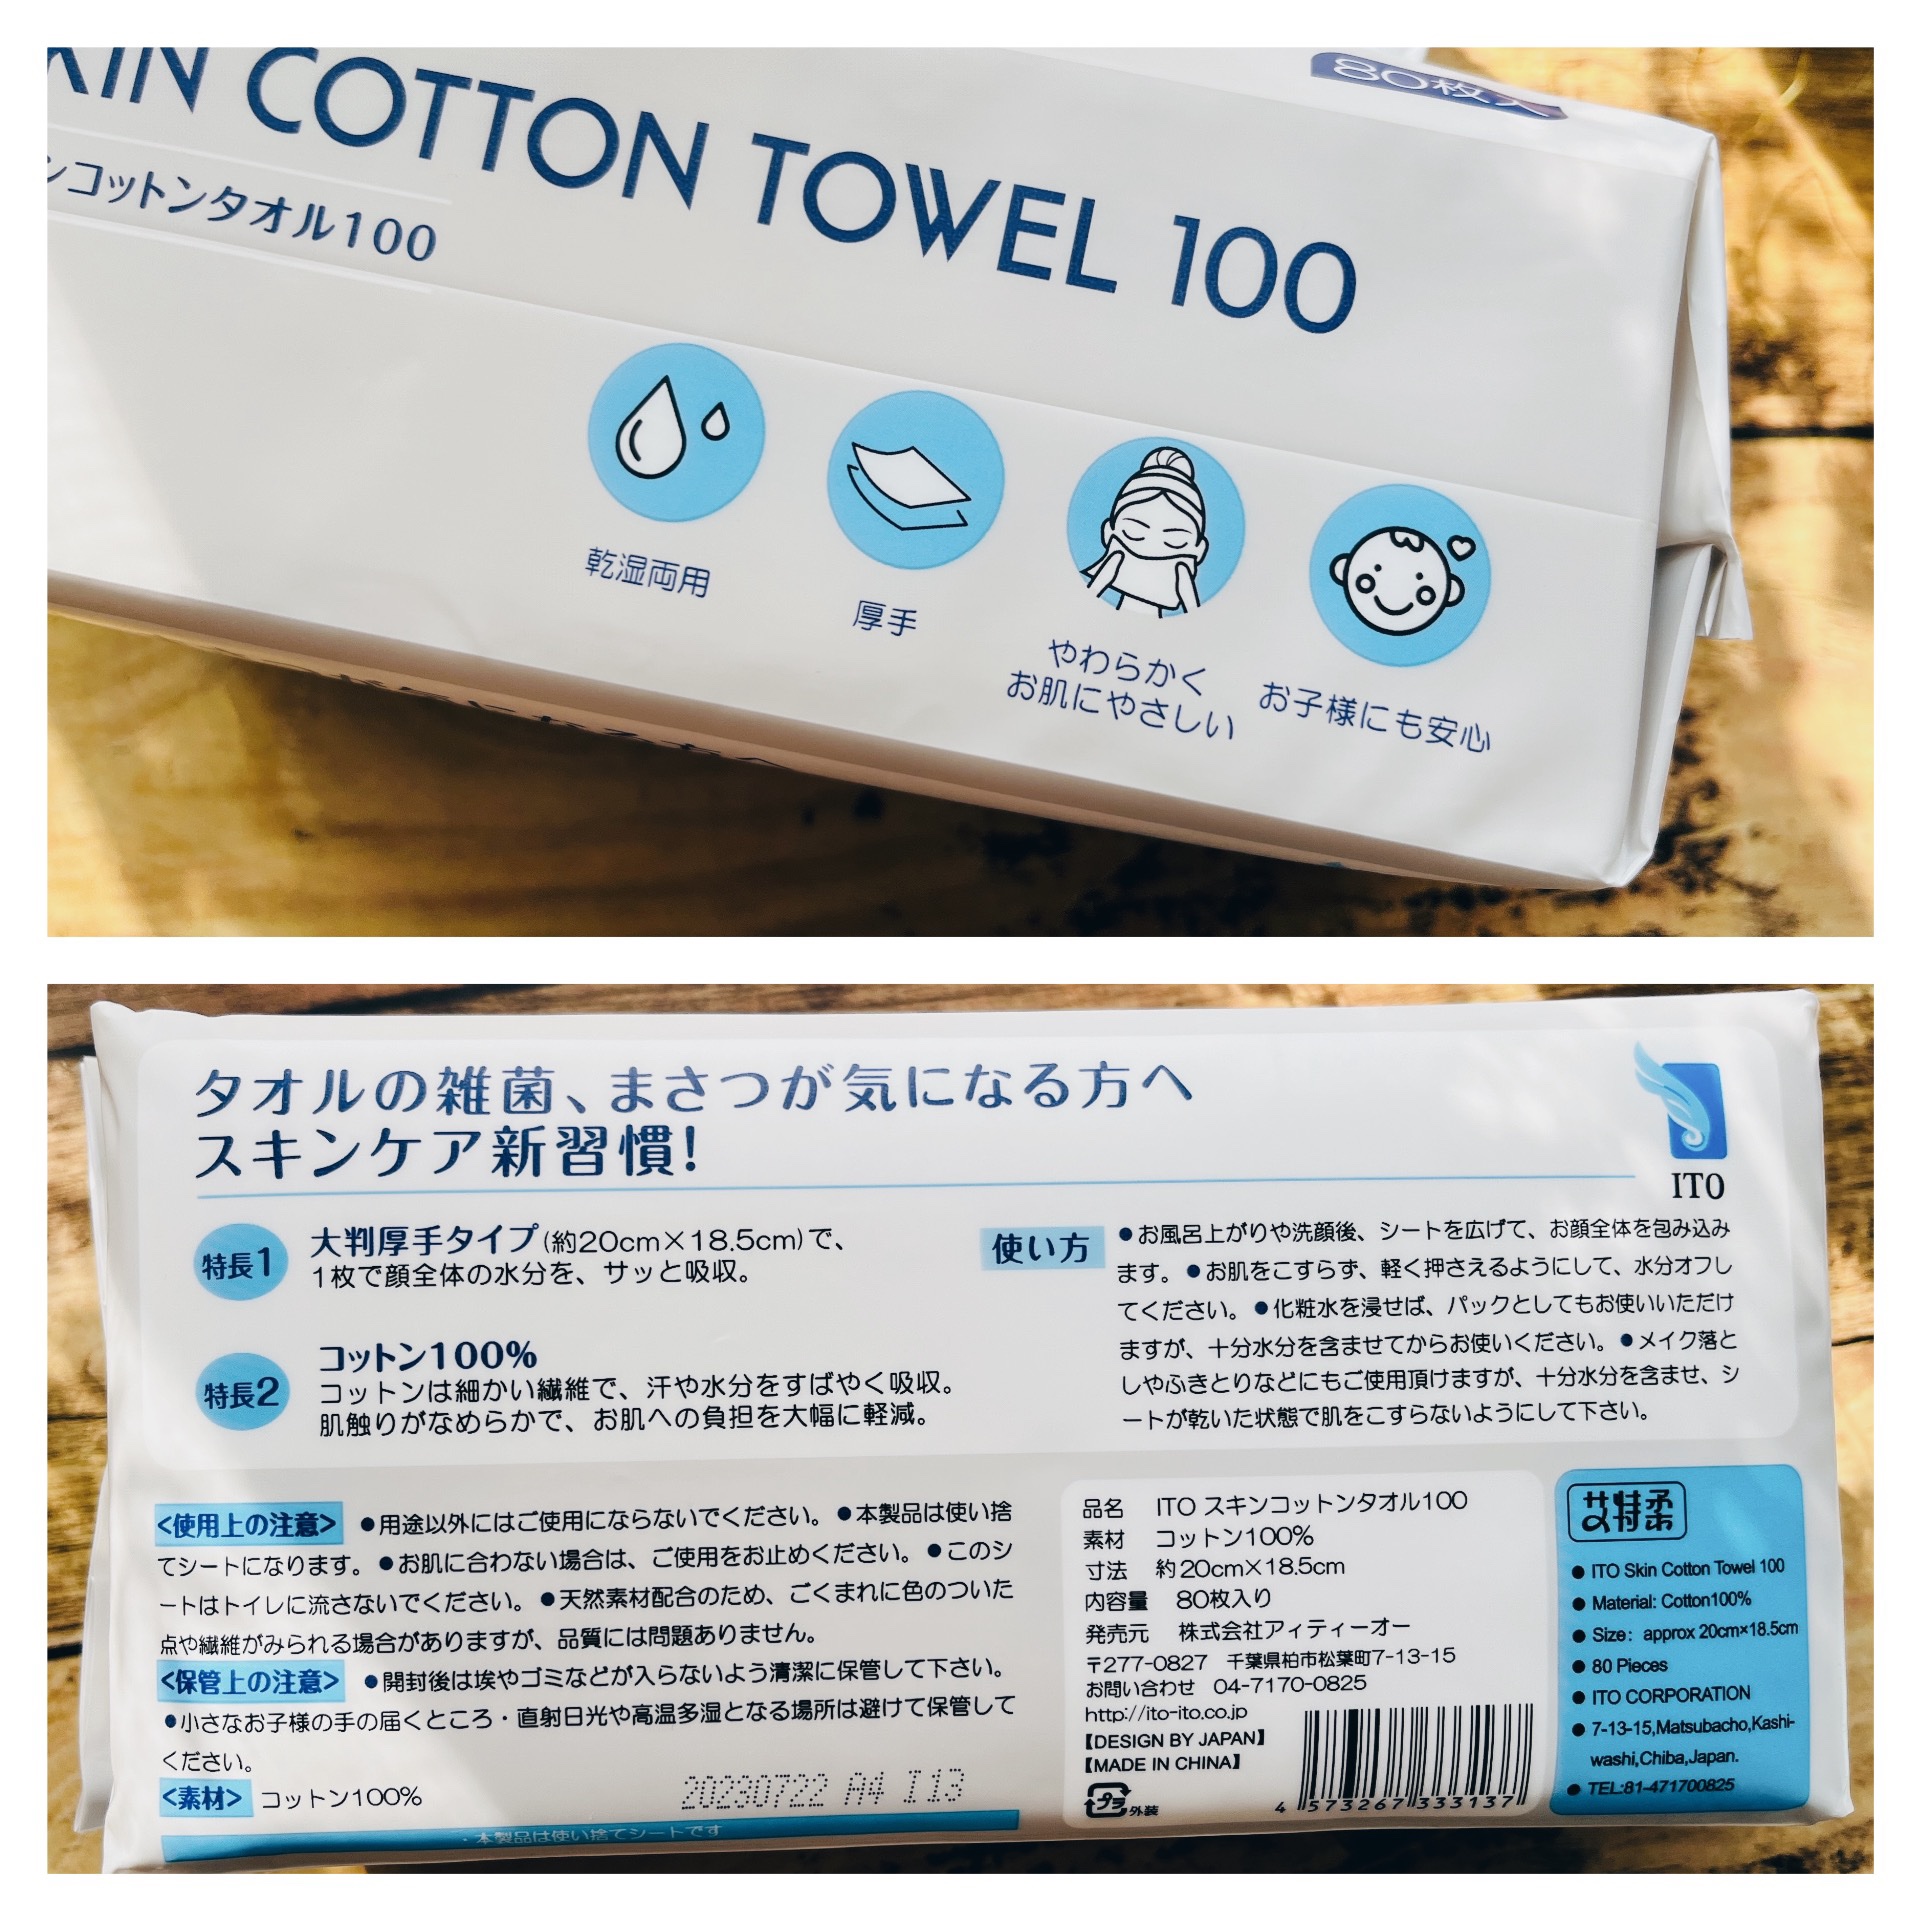 COTTON TOWEL 100
80枚入
コットンタオル100
乾湿両用
厚手
やわらかく
お肌にやさしい
お子様にも安心
タオルの雑菌、まさつが気になる方へ
スキンケア新習慣!
ITO
特長1
大判厚手タイプ(約20cm×18.5cm)で、
1枚で顔全体の水分を、サッと吸収。
特長2
コットン100%
コットンは細かい繊維で、汗や水分をすばやく吸収。
肌触りがなめらかで、お肌への負担を大幅に軽減。
使い方
●お風呂上がりや洗顔後、シートを広げて、お顔全体を包み込み
ます。●お肌をこすらず、軽く押さえるようにして、水分オフし
てください。●化粧水を浸せば、パックとしてもお使いいただけ
ますが、十分水分を含ませてからお使いください。●メイク落と
しやふきとりなどにもご使用頂けますが、十分水分を含ませ、シ
ートが乾いた状態で肌をこすらないようにして下さい。
<使用上の注意> ●用途以外にはご使用にならないでください。●本製品は使い捨
てシートになります。●お肌に合わない場合は、ご使用をお止めください。●このシ
ートはトイレに流さないでください。●天然素材配合のため、ごくまれに色のついた
点や繊維がみられる場合がありますが、品質には問題ありません。
<保管上の注意> ●開封後は埃やゴミなどが入らないよう清潔に保管して下さい。
●小さなお子様の手の届くところ・直射日光や高温多湿となる場所は避けて保管して
ください。
<素材> コットン100%
20230722 A4 I13
・本製品は使い捨てシートです
品名 ITO スキンコットンタオル100
素材 コットン100%
寸法 約20cm×18.5cm
内容量 80枚入り
発売元 株式会社アイティーオー
〒277-0827 千葉県柏市松葉町7-13-15
お問い合わせ 04-7170-0825
http://ito-ito.co.jp
【DESIGN BY JAPAN】
【MADE IN CHINA】
プラ 外装
4 573267 333137
艾特柔
● ITO Skin Cotton Towel 100
● Material: Cotton100%
● Size: approx 20cm×18.5cm
● 80 Pieces
● ITO CORPORATION
● 7-13-15,Matsubacho,Kashi-
washi,Chiba,Japan.
● TEL:81-471700825